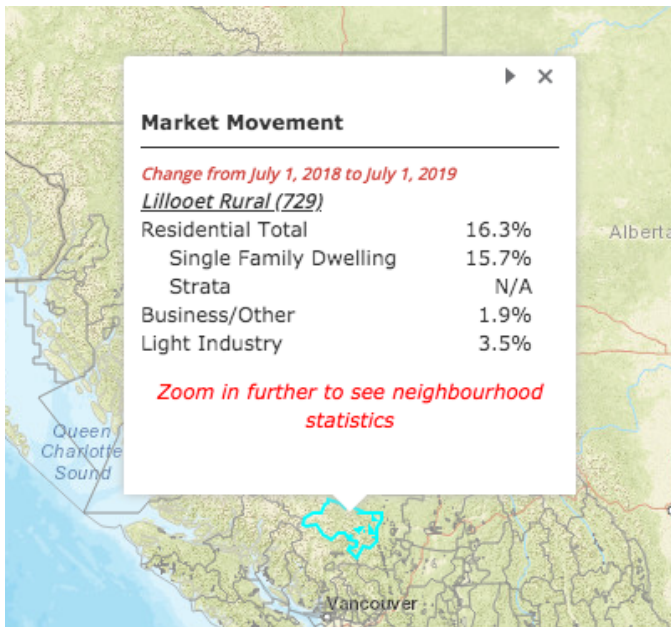 Market Movement
Change from July 1, 2018 to July 1, 2019
Lillooet Rural (729)
Residential Total 16.3%
Single Family Dwelling 15.7%
Strata N/A
Business/Other 1.9%
Light Industry 3.5%
Zoom in further to see neighbourhood
statistics
Alberta
Queen
Charlotte
Sound
Vancouver